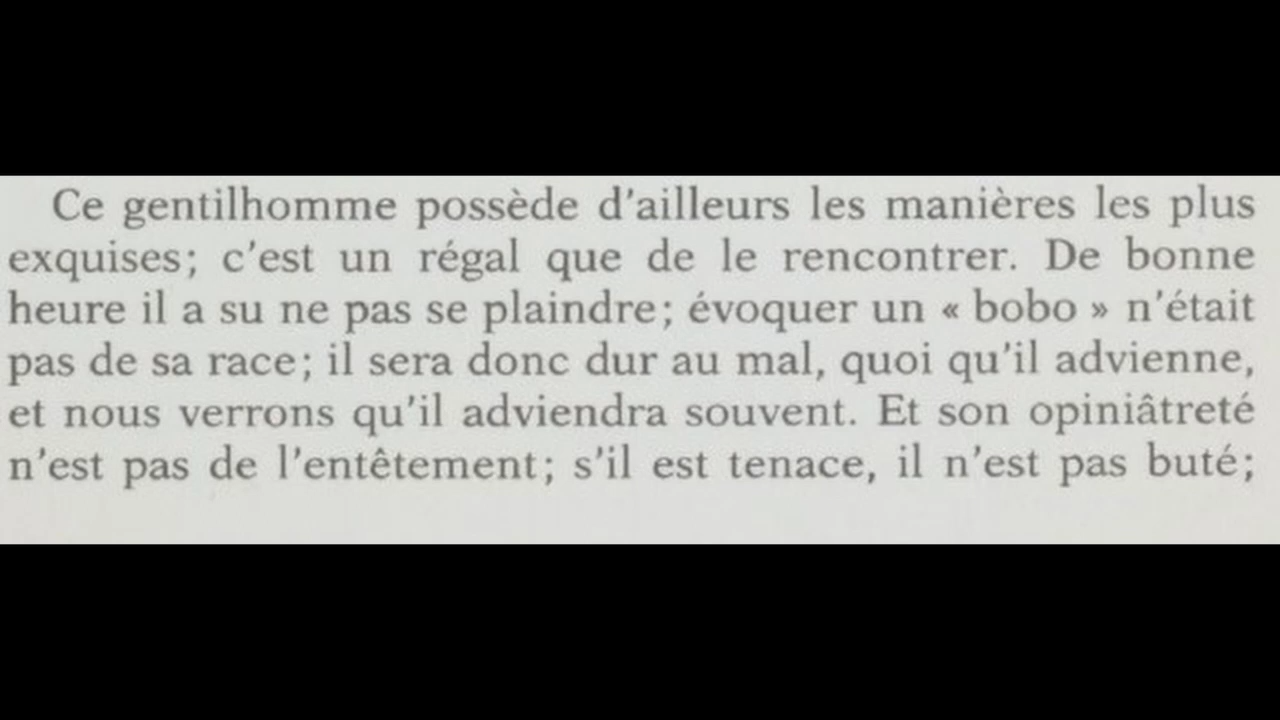 Ce gentilhomme possède d'ailleurs les manières les plus
exquises; c'est un régal que de le rencontrer. De bonne
heure il a su ne pas se plaindre; évoquer un « bobo » n'était
pas de sa race; il sera donc dur au mal, quoi qu'il advienne,
et nous verrons qu'il adviendra souvent. Et son opiniâtreté
n'est pas de l'entêtement; s'il est tenace, il n'est pas buté;